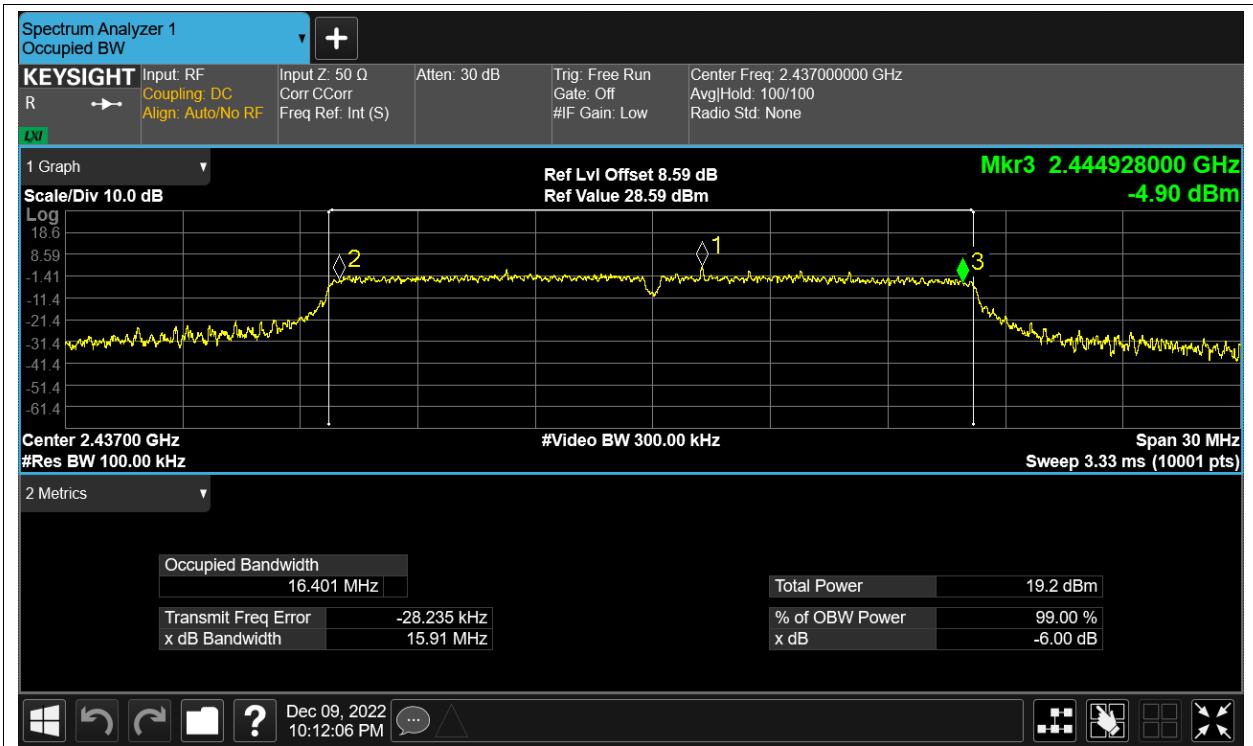 Spectrum Analyzer 1
Occupied BW
KEYSIGHT
R
LXI
Input: RF
Coupling: DC
Align: Auto/No RF
Input Z: 50 Ω
Corr CCorr
Freq Ref: Int (S)
Atten: 30 dB
Trig: Free Run
Gate: Off
#IF Gain: Low
Center Freq: 2.437000000 GHz
Avg|Hold: 100/100
Radio Std: None
1 Graph
Scale/Div 10.0 dB
Ref Lvl Offset 8.59 dB
Ref Value 28.59 dBm
Mkr3 2.444928000 GHz
-4.90 dBm
Log
18.6
8.59
-1.41
-11.4
-21.4
-31.4
-41.4
-51.4
-61.4
2
1
3
Center 2.43700 GHz
#Video BW 300.00 kHz
Span 30 MHz
#Res BW 100.00 kHz
Sweep 3.33 ms (10001 pts)
2 Metrics
Occupied Bandwidth
16.401 MHz
Total Power 19.2 dBm
Transmit Freq Error -28.235 kHz
% of OBW Power 99.00 %
x dB Bandwidth 15.91 MHz
x dB -6.00 dB
?
Dec 09, 2022
10:12:06 PM